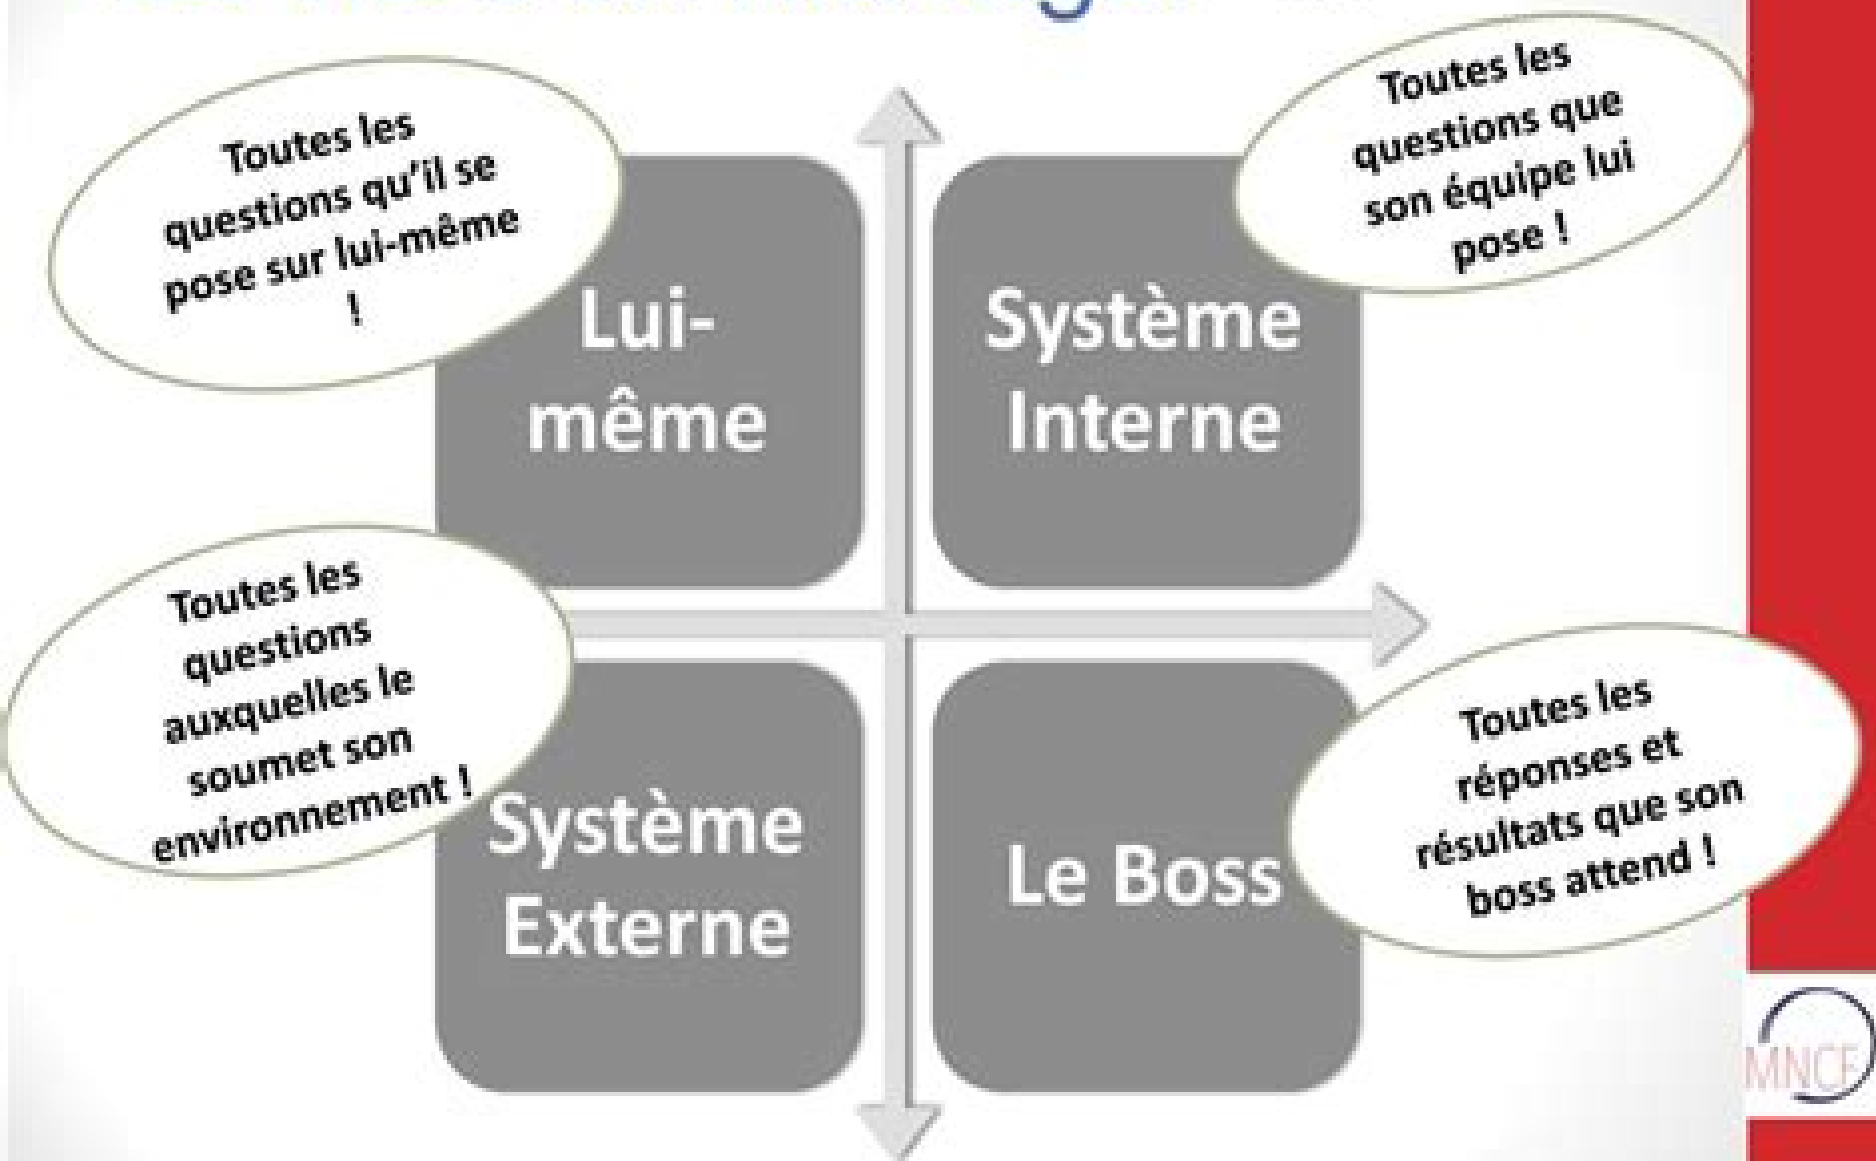 Toutes les
questions qu'il se
pose sur lui-même
!
Toutes les
questions que
son équipe lui
pose !
Lui-
même
Système
Interne
Toutes les
questions
auxquelles le
soumet son
environnement !
Système
Externe
Le Boss
Toutes les
réponses et
résultats que son
boss attend !
MNCF